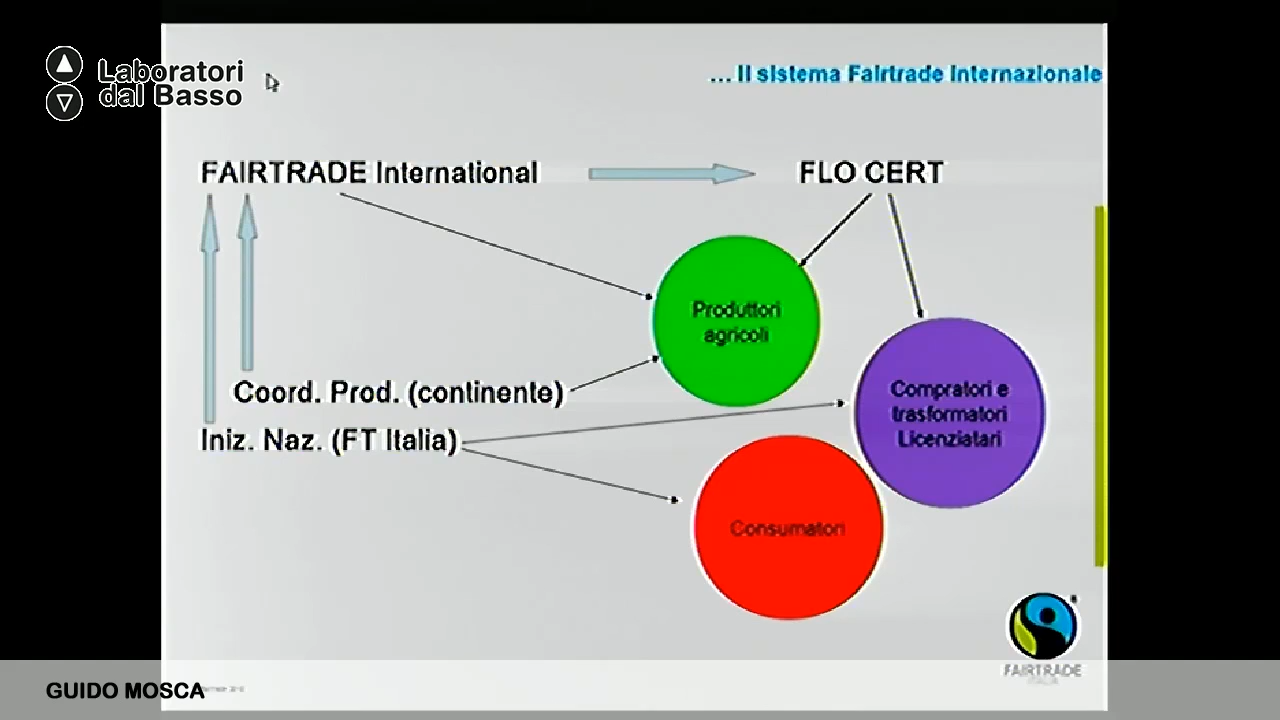 Laboratori
dal Basso
... Il sistema Fairtrade Internazionale
FAIRTRADE International
FLO CERT
Produttori
agricoli
Coord. Prod. (continente)
Compratori e
trasformatori
Licenziatari
Iniz. Naz. (FT Italia)
Consumatori
FAIRTRADE
GUIDO MOSCA